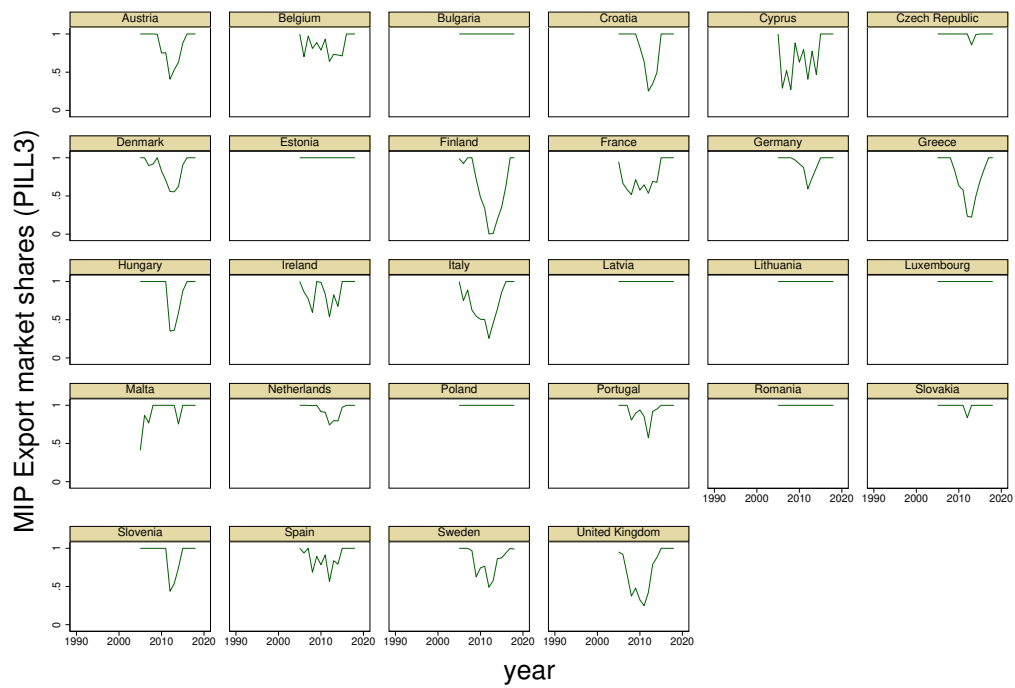 MIP Export market shares (PILL3)
Austria Belgium Bulgaria Croatia Cyprus Czech Republic
1
.5
0
Denmark Estonia Finland France Germany Greece
1
.5
0
Hungary Ireland Italy Latvia Lithuania Luxembourg
1
.5
0
Malta Netherlands Poland Portugal Romania Slovakia
1
.5
0
1990 2000 2010 2020 1990 2000 2010 2020
Slovenia Spain Sweden United Kingdom
1
.5
0
1990 2000 2010 2020 1990 2000 2010 2020 1990 2000 2010 2020 1990 2000 2010 2020
year